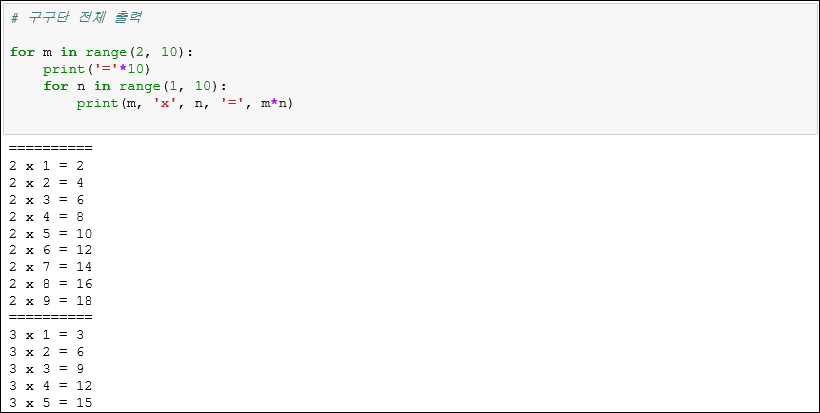 # 구구단 전체 출력
for m in range(2, 10):
    print('='*10)
    for n in range(1, 10):
        print(m, 'x', n, '=', m*n)
==========
2 x 1 = 2
2 x 2 = 4
2 x 3 = 6
2 x 4 = 8
2 x 5 = 10
2 x 6 = 12
2 x 7 = 14
2 x 8 = 16
2 x 9 = 18
==========
3 x 1 = 3
3 x 2 = 6
3 x 3 = 9
3 x 4 = 12
3 x 5 = 15